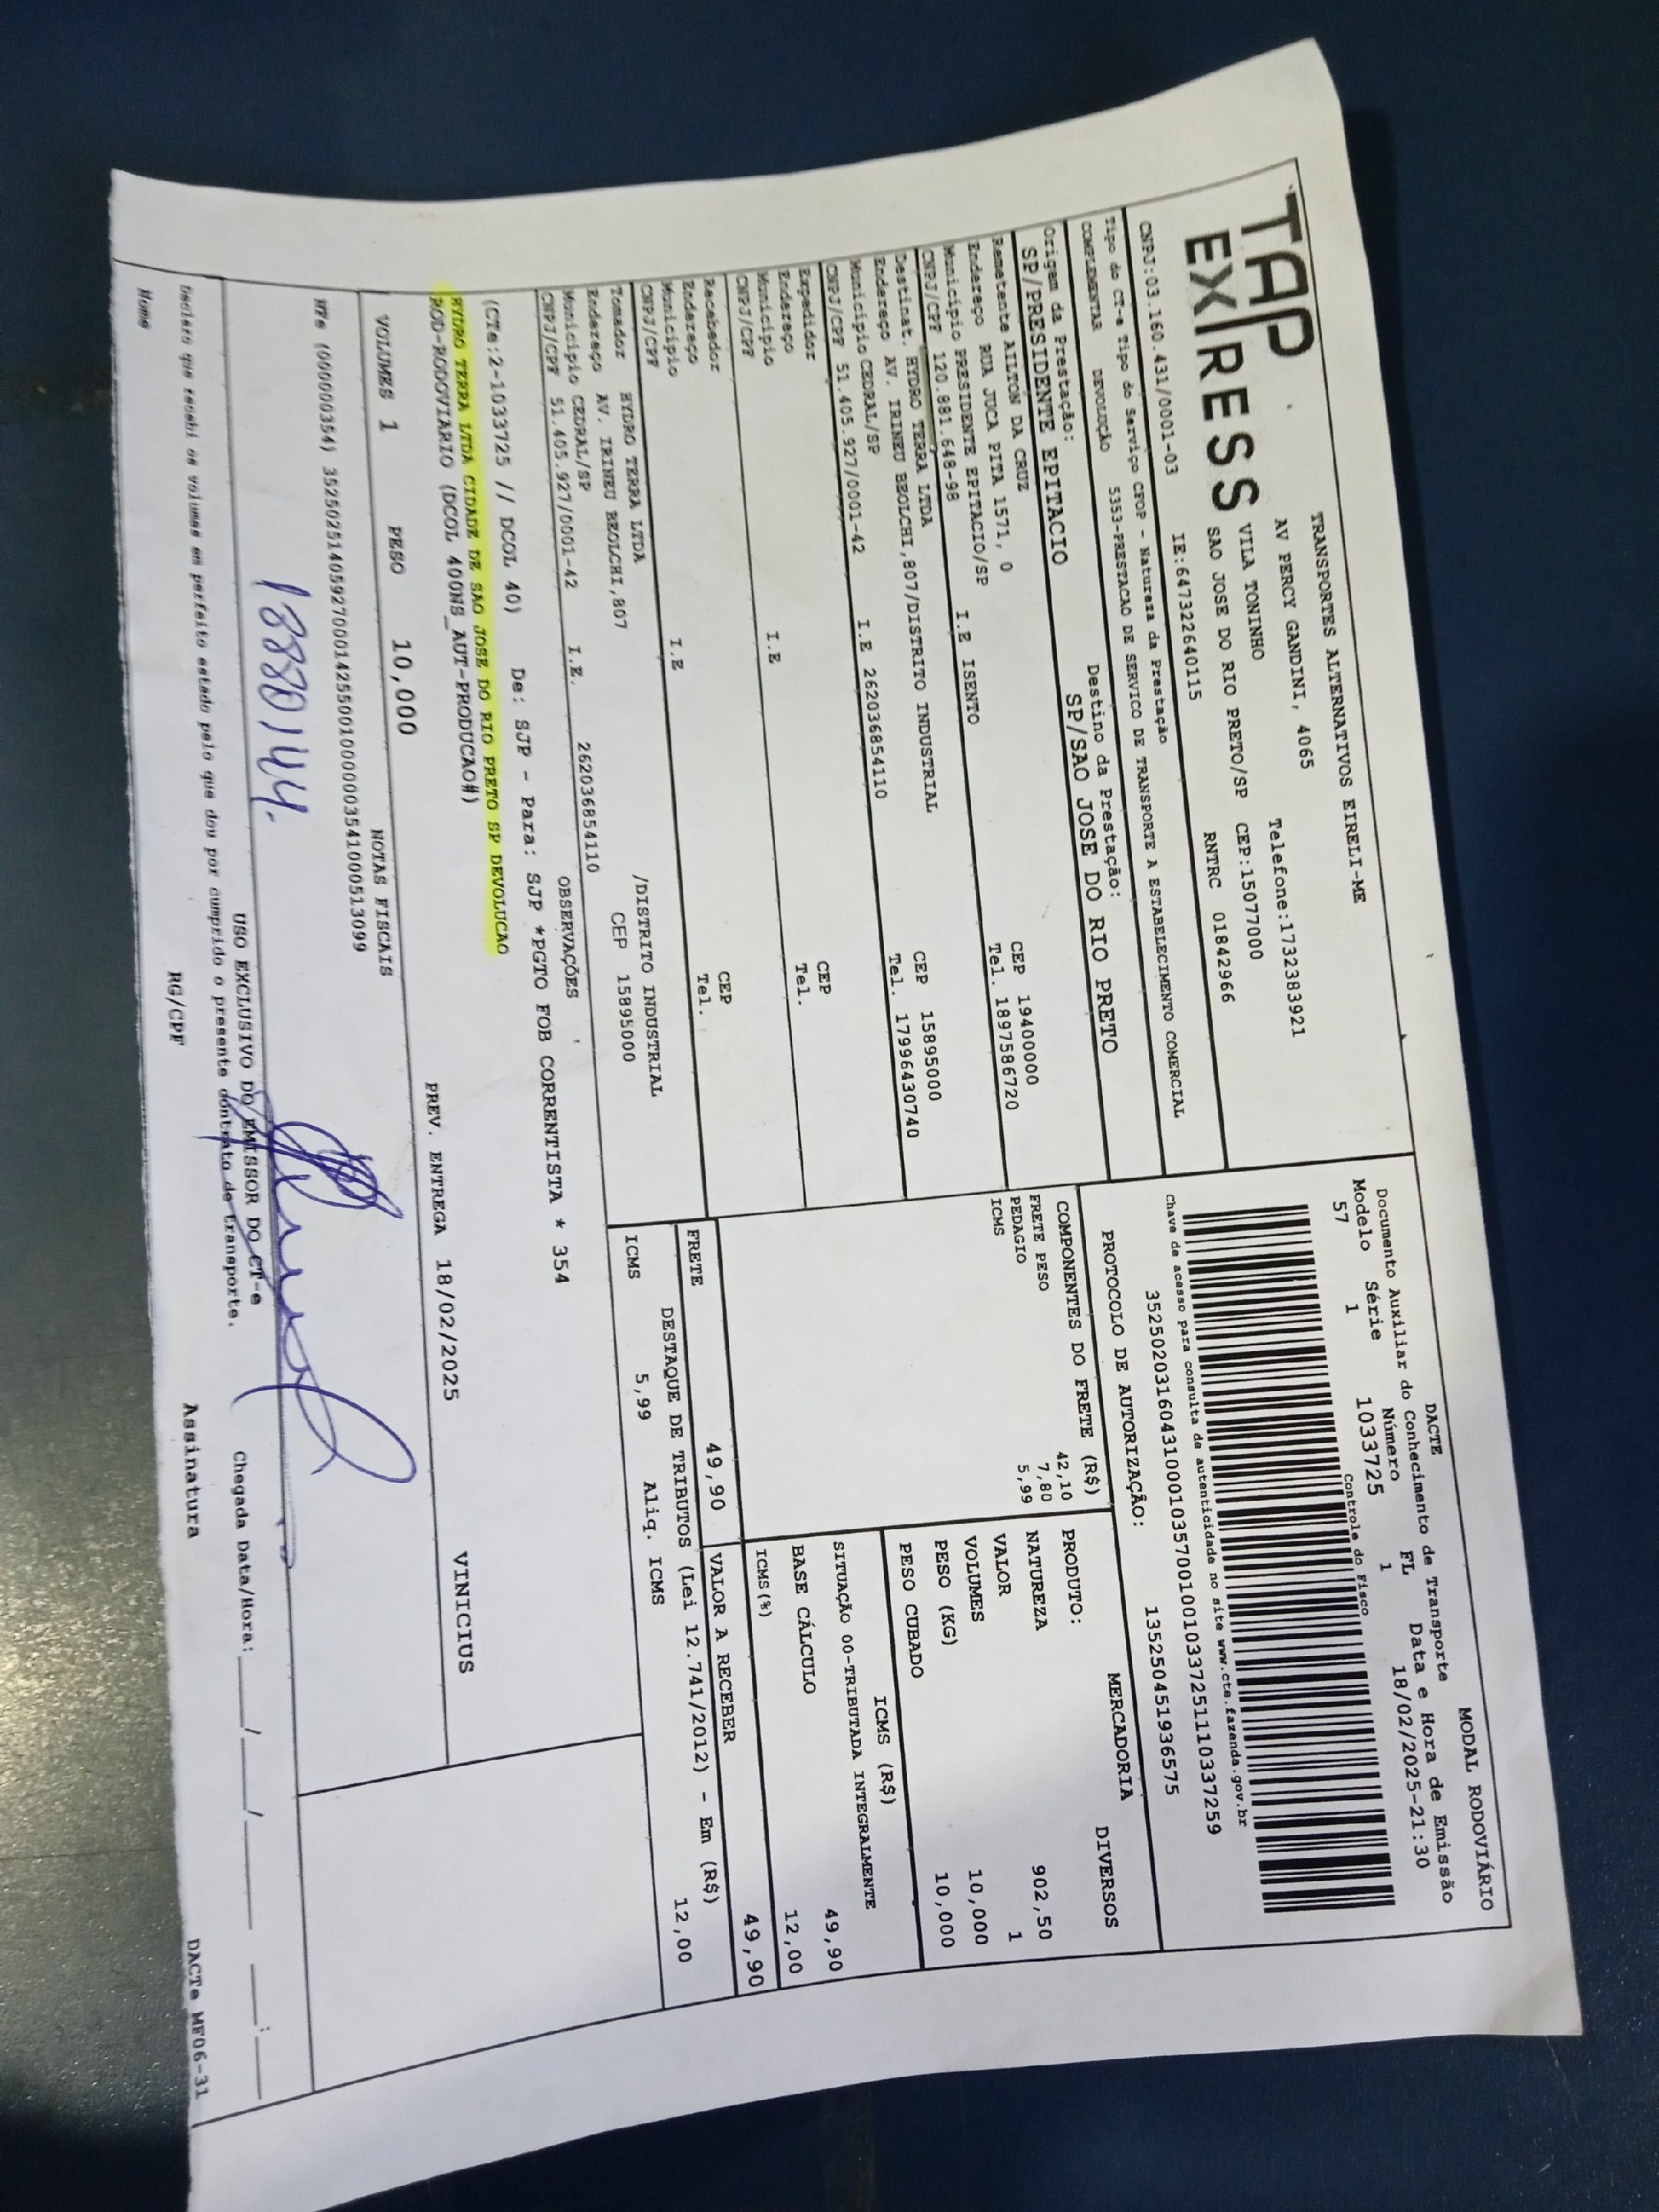 TAP EXPRESS
TRANSPORTES ALTERNATIVOS EIRELI-ME
AV PERCY GANDINI, 4065
VILA TONINHO
SAO JOSE DO RIO PRETO/SP CEP:15077000
Telefone:1732383921
CNPJ:03.160.431/0001-03 IE:647322640115 RNTRC 01842966
Tipo do CT-e Tipo do Serviço CFOP - Natureza da Prestação
COMPLEMENTAR DEVOLUÇÃO 5353-PRESTACAO DE SERVICO DE TRANSPORTE A ESTABELECIMENTO COMERCIAL
Origem da Prestação: Destino da Prestação:
SP/PRESIDENTE EPITACIO SP/SAO JOSE DO RIO PRETO
Remetente AILTON DA CRUZ
Endereço RUA JUCA PITA 1571, 0
Município PRESIDENTE EPITACIO/SP CEP 19400000
CNPJ/CPF 120.881.648-98 I.E ISENTO Tel. 1897586720
Destinat. HYDRO TERRA LTDA
Endereço AV. IRINEU BEOLCHI,807/DISTRITO INDUSTRIAL
Município CEDRAL/SP CEP 15895000
CNPJ/CPF 51.405.927/0001-42 I.E 262036854110 Tel. 17996430740
Expedidor
Endereço
Município CEP
CNPJ/CPF I.E Tel.
Recebedor
Endereço
Município CEP
CNPJ/CPF I.E Tel.
Tomador HYDRO TERRA LTDA
Endereço AV. IRINEU BEOLCHI,807 /DISTRITO INDUSTRIAL
Município CEDRAL/SP CEP 15895000
CNPJ/CPF 51.405.927/0001-42 I.E. 262036854110
MODAL RODOVIÁRIO
DACTE
Documento Auxiliar do Conhecimento de Transporte
Modelo Série Número FL Data e Hora de Emissão
57 1 1033725 1 18/02/2025-21:30
Controle do Fisco
Chave de acesso para consulta de autenticidade no site www.cte.fazenda.gov.br
35250203160431000103570010010337251110337259
PROTOCOLO DE AUTORIZAÇÃO: 135250451936575
COMPONENTES DO FRETE (R$)
FRETE PESO 42,10
PEDAGIO 7,80
ICMS 5,99
MERCADORIA
PRODUTO: DIVERSOS
NATUREZA
VALOR 902,50
VOLUMES 1
PESO (KG) 10,000
PESO CUBADO 10,000
ICMS (R$)
SITUAÇÃO 00-TRIBUTADA INTEGRALMENTE
BASE CÁLCULO 49,90
ICMS(%) 12,00
FRETE 49,90 VALOR A RECEBER 49,90
DESTAQUE DE TRIBUTOS (Lei 12.741/2012) - Em (R$)
ICMS 5,99 Aliq. ICMS 12,00
OBSERVAÇÕES
(CTe:2-1033725 // DCOL 40) De: SJP - Para: SJP *PGTO FOB CORRENTISTA * 354
HYDRO TERRA LTDA CIDADE DE SAO JOSE DO RIO PRETO SP DEVOLUCAO
ROD-RODOVIARIO (DCOL 400NS_AUT-PRODUCAO#)
VOLUMES 1 PESO 10,000 PREV. ENTREGA 18/02/2025 VINICIUS
NOTAS FISCAIS
NFe (000000354) 35250251405927000142550010000003541000513099
1880144.
USO EXCLUSIVO DO EMISSOR DO CT-e
Declaro que recebi os volumes em perfeito estado pelo que dou por cumprido o presente contrato de transporte.
Chegada Data/Hora: ____/____/______ ____:____
Nome RG/CPF Assinatura
DACTe MF06-31